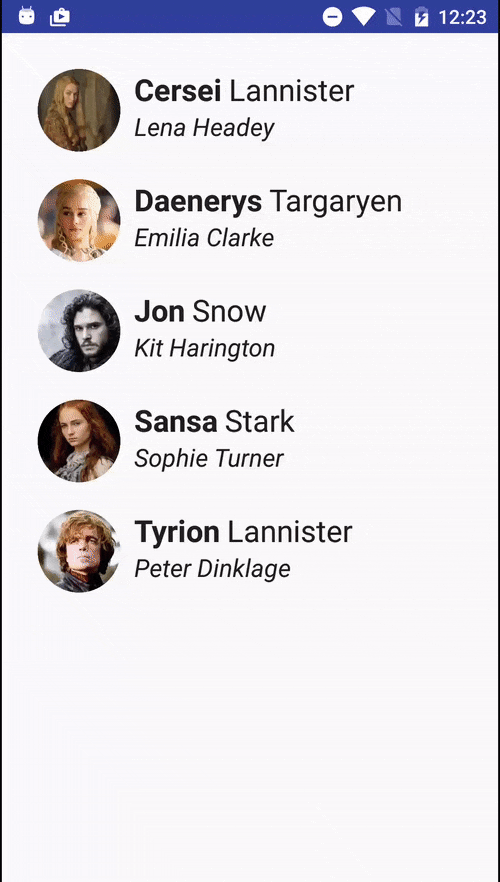 12:23
Cersei Lannister
Lena Headey
Daenerys Targaryen
Emilia Clarke
Jon Snow
Kit Harington
Sansa Stark
Sophie Turner
Tyrion Lannister
Peter Dinklage